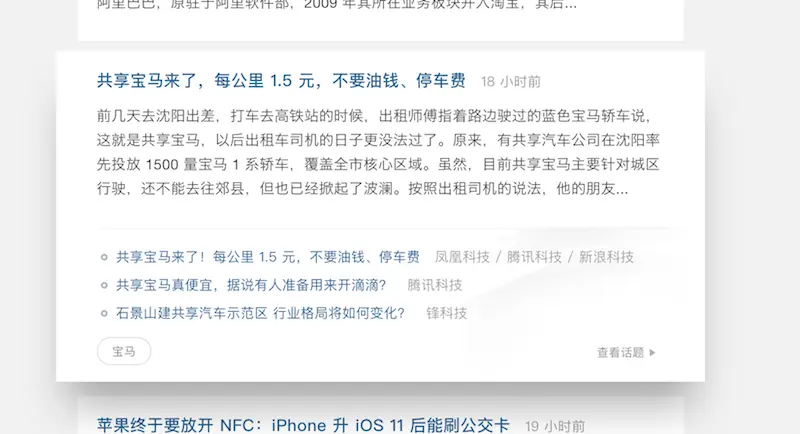 阿里巴巴，原驻于阿里软件部，2009 年其所在业务板块并入淘宝，其后...
共享宝马来了，每公里 1.5 元，不要油钱、停车费 18 小时前
前几天去沈阳出差，打车去高铁站的时候，出租师傅指着路边驶过的蓝色宝马轿车说，
这就是共享宝马，以后出租车司机的日子更没法过了。原来，有共享汽车公司在沈阳率
先投放 1500 量宝马 1 系轿车，覆盖全市核心区域。虽然，目前共享宝马主要针对城区
行驶，还不能去往郊县，但也已经掀起了波澜。按照出租司机的说法，他的朋友...
共享宝马来了！每公里 1.5 元，不要油钱、停车费 凤凰科技 / 腾讯科技 / 新浪科技
共享宝马真便宜，据说有人准备用来开滴滴？ 腾讯科技
石景山建共享汽车示范区 行业格局将如何变化？ 锋科技
宝马 查看话题
苹果终于要放开 NFC：iPhone 升 iOS 11 后能刷公交卡 19 小时前